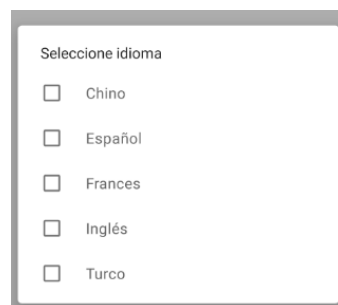 Seleccione idioma
Chino
Español
Frances
Inglés
Turco